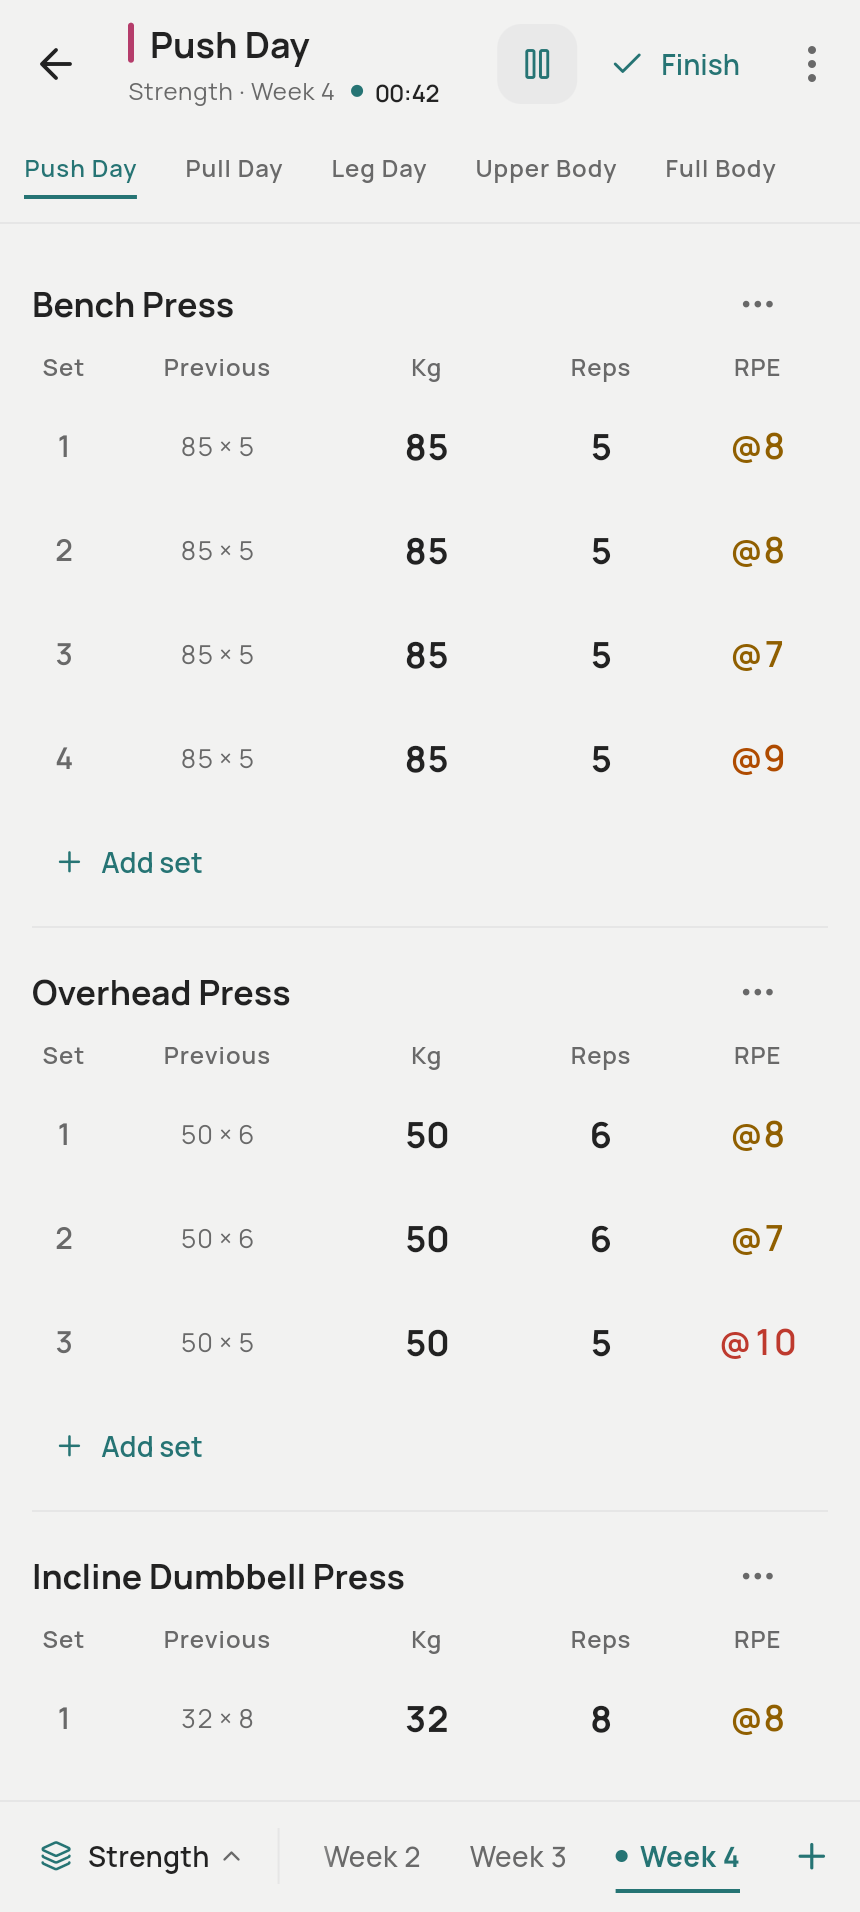 Push Day
Strength · Week 4 • 00:42
Finish
Push Day Pull Day Leg Day Upper Body Full Body
Bench Press
Set Previous Kg Reps RPE
1 85 × 5 85 5 @8
2 85 × 5 85 5 @8
3 85 × 5 85 5 @7
4 85 × 5 85 5 @9
+ Add set
Overhead Press
Set Previous Kg Reps RPE
1 50 × 6 50 6 @8
2 50 × 6 50 6 @7
3 50 × 5 50 5 @10
+ Add set
Incline Dumbbell Press
Set Previous Kg Reps RPE
1 32 × 8 32 8 @8
Strength Week 2 Week 3 • Week 4 +